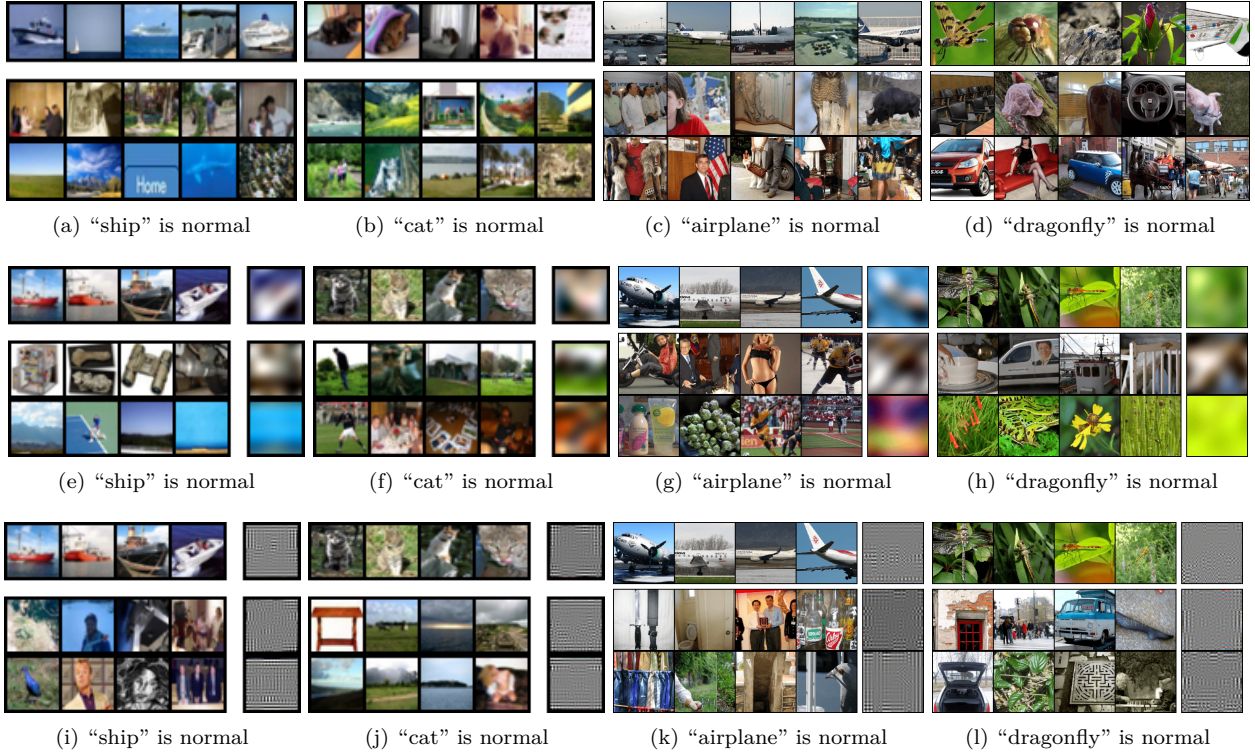 Home
(a) “ship” is normal
(b) “cat” is normal
(c) “airplane” is normal
(d) “dragonfly” is normal
(e) “ship” is normal
(f) “cat” is normal
(g) “airplane” is normal
(h) “dragonfly” is normal
(i) “ship” is normal
(j) “cat” is normal
(k) “airplane” is normal
(l) “dragonfly” is normal